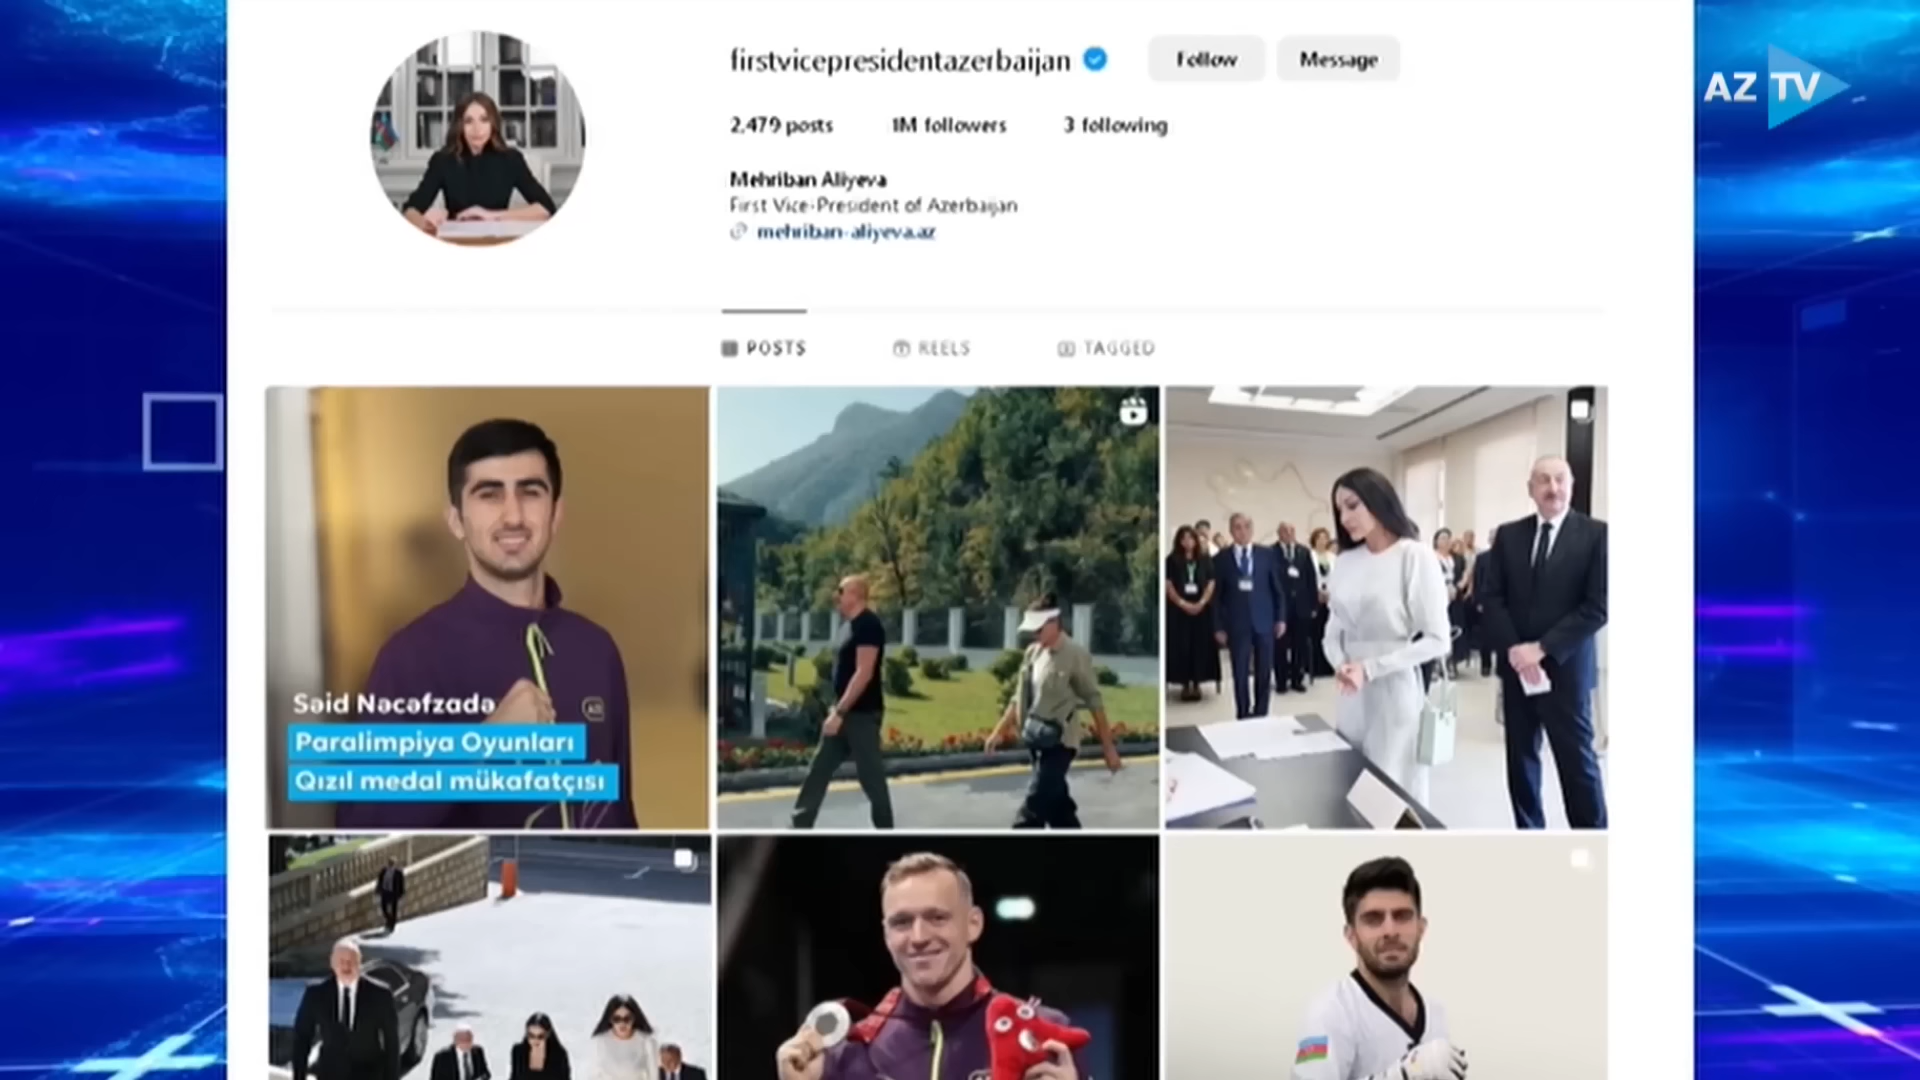 firstvicepresidentazerbaijan
Follow
Message
AZ TV
2,479 posts
1M followers
3 following
Mehriban Aliyeva
First Vice-President of Azerbaijan
mehriban-aliyeva.az
POSTS
REELS
TAGGED
Səid Nəcəfzadə
Paralimpiya Oyunları
Qızıl medal mükafatçısı